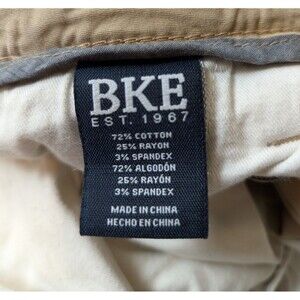 BKE
EST. 1967
72% COTTON
25% RAYON
3% SPANDEX
72% ALGODÓN
25% RAYÓN
3% SPANDEX
MADE IN CHINA
HECHO EN CHINA